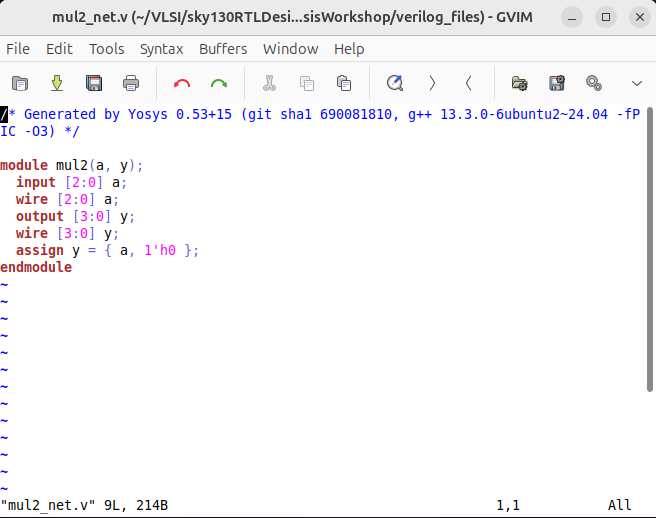 mul2_net.v (~/VLSI/sky130RTLDesi...sisWorkshop/verilog_files) - GVIM
File Edit Tools Syntax Buffers Window Help
/* Generated by Yosys 0.53+15 (git sha1 690081810, g++ 13.3.0-6ubuntu2~24.04 -fP
IC -O3) */
module mul2(a, y);
  input [2:0] a;
  wire [2:0] a;
  output [3:0] y;
  wire [3:0] y;
  assign y = { a, 1'h0 };
endmodule
~
~
~
~
~
~
~
~
~
~
~
~
~
"mul2_net.v" 9L, 214B 1,1 All